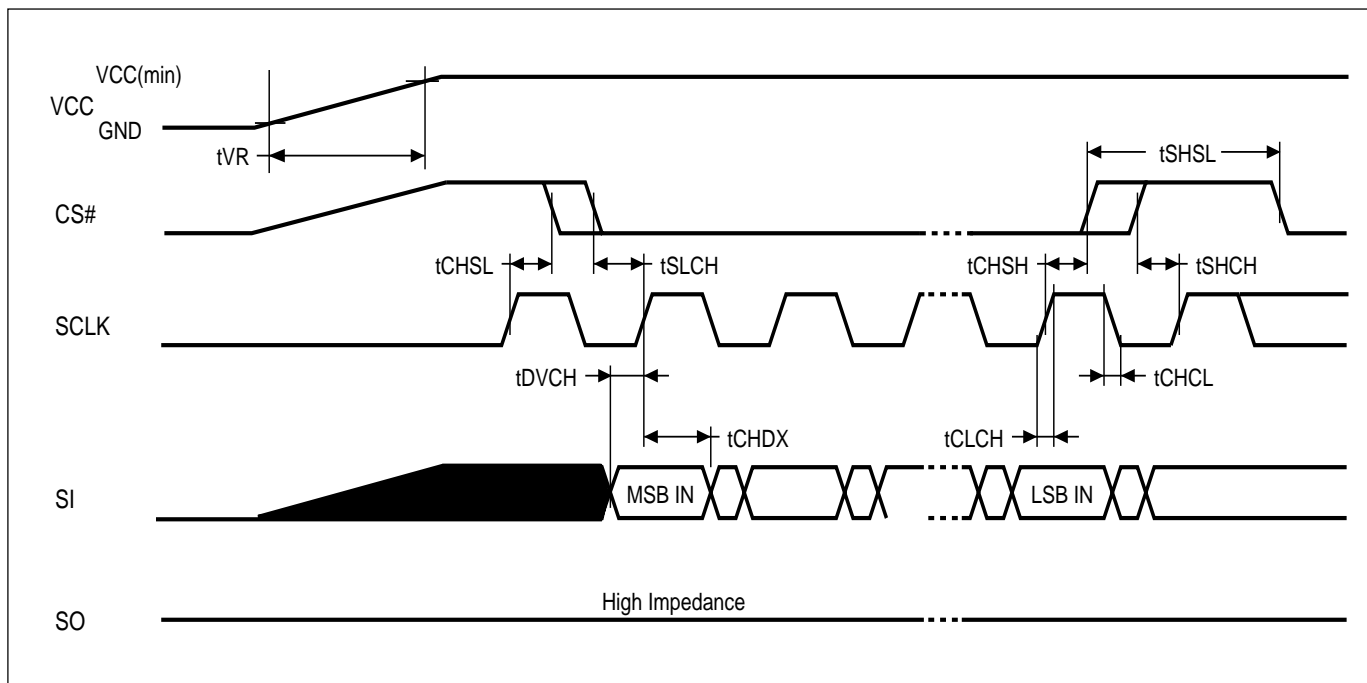 VCC(min)
VCC
GND
tVR
tSHSL
CS#
tCHSL
tSLCH
tCHSH
tSHCH
SCLK
tDVCH
tCHCL
tCHDX
tCLCH
SI
MSB IN
LSB IN
High Impedance
SO